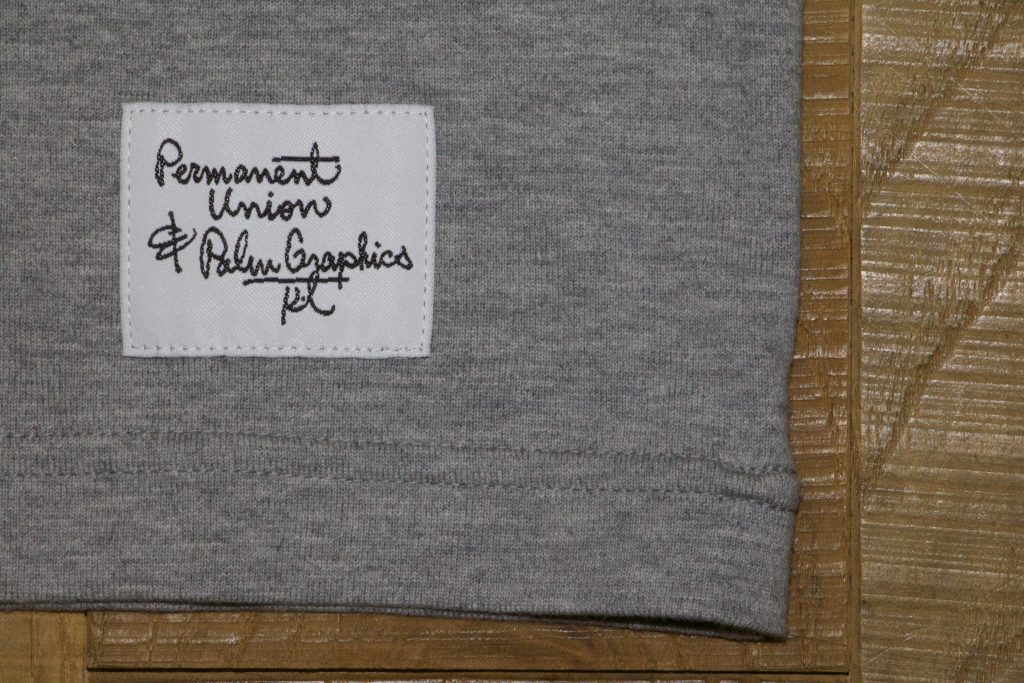 Permanent
Union
& Palm Graphics